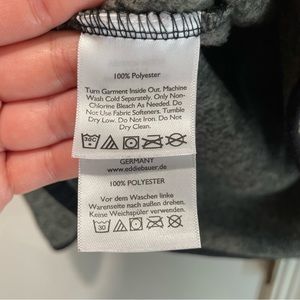 100% Polyester
Turn Garment Inside Out. Machine
Wash Cold Separately. Only Non-
Chlorine Bleach As Needed. Do
Not Use Fabric Softeners. Tumble
Dry Low. Do Not Iron. Do Not
Dry Clean.
30C
GERMANY
www.eddiebauer.de
100% POLYESTER
Vor dem Waschen linke
Warenseite nach außen drehen.
Keine Weichspüler verwenden.
30